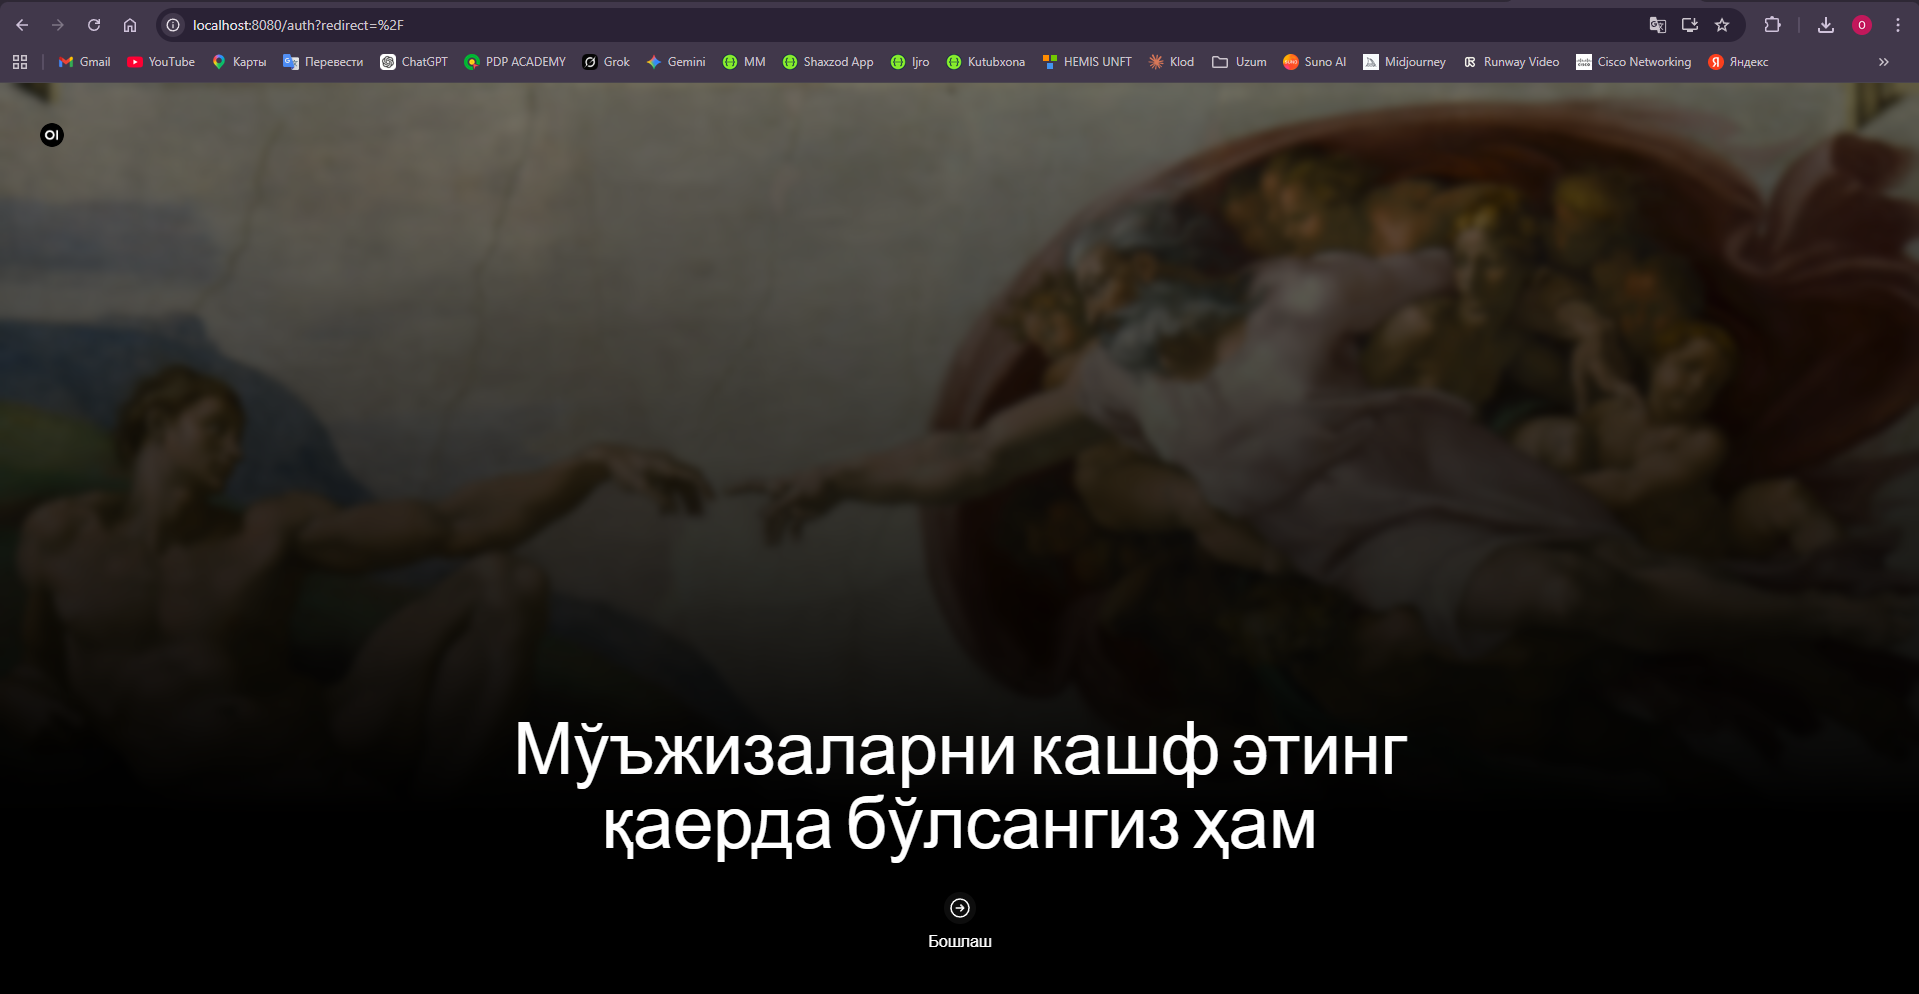 localhost:8080/auth?redirect=%2F
O
Gmail YouTube Карты Перевести ChatGPT PDP ACADEMY Grok Gemini MM Shaxzod App Ijro Kutubxona HEMIS UNFT Klod Uzum Suno AI Midjourney Runway Video Cisco Networking Яндекс
OI
Мўъжизаларни кашф этинг
қаерда бўлсангиз ҳам
Бошлаш